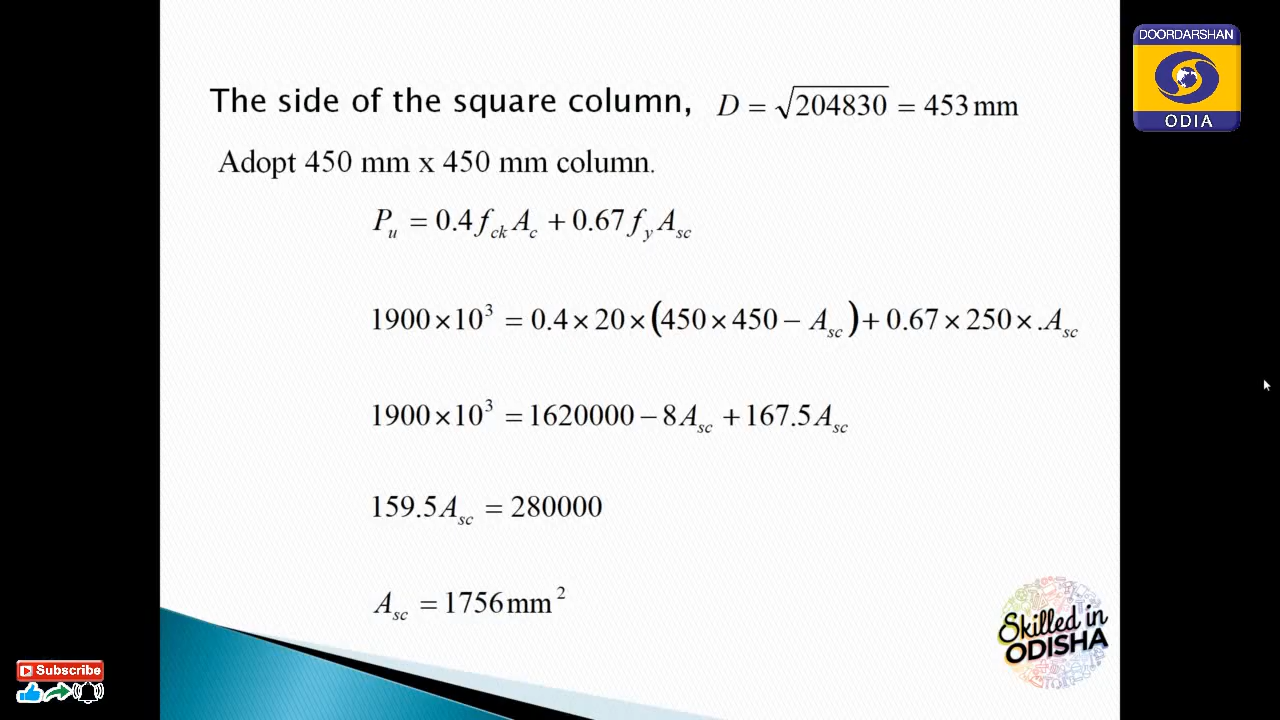 DOORDARSHAN
ODIA
The side of the square column, D = √204830 = 453 mm
Adopt 450 mm x 450 mm column.
P_u = 0.4 f_ck A_c + 0.67 f_y A_sc
1900 × 10³ = 0.4 × 20 × (450 × 450 − A_sc) + 0.67 × 250 × .A_sc
1900 × 10³ = 1620000 − 8 A_sc + 167.5 A_sc
159.5 A_sc = 280000
A_sc = 1756 mm²
Skilled in
ODISHA
Subscribe